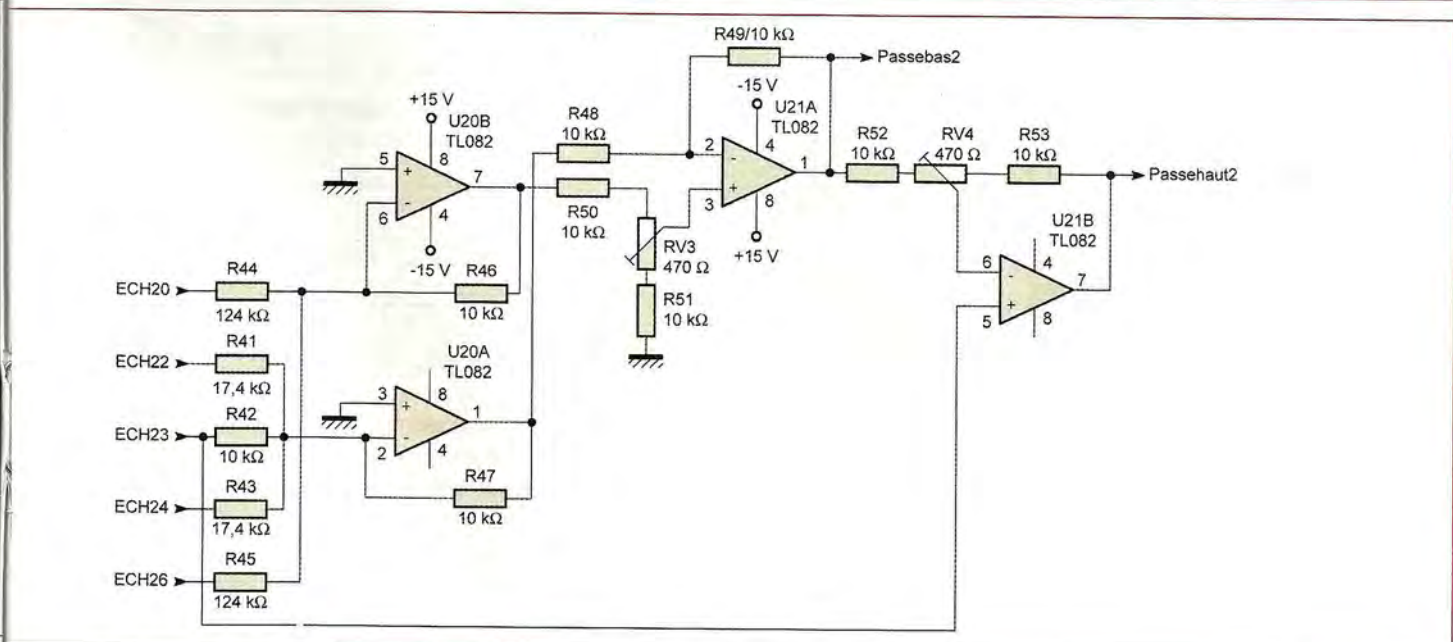 R49/10 kΩ
Passebas2
-15 V
+15 V
U20B
TL082
R48
10 kΩ
U21A
TL082
4
2
-
1
+
3
8
+15 V
R52
10 kΩ
RV4
470 Ω
R53
10 kΩ
Passehaut2
5
+
8
7
-
6
4
-15 V
R50
10 kΩ
RV3
470 Ω
R51
10 kΩ
U21B
TL082
6
-
4
7
+
5
8
R44
ECH20
124 kΩ
R46
10 kΩ
R41
ECH22
17,4 kΩ
U20A
TL082
3
+
8
1
-
2
4
R42
ECH23
10 kΩ
R47
10 kΩ
R43
ECH24
17,4 kΩ
R45
ECH26
124 kΩ